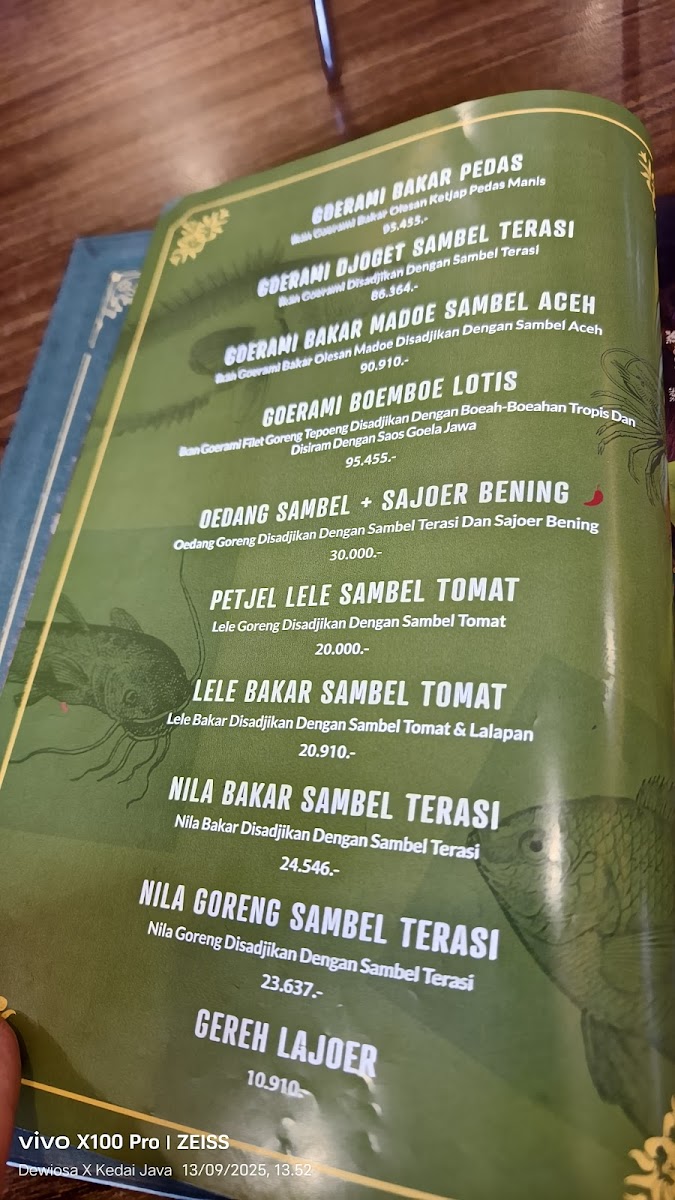 GOERAMI BAKAR PEDAS
Ikan Goerami Bakar Olesan Ketjap Pedas Manis
95.455.-
GOERAMI DJOGET SAMBEL TERASI
Ikan Goerami Disadjikan Dengan Sambel Terasi
86.364.-
GOERAMI BAKAR MADOE SAMBEL ACEH
Ikan Goerami Bakar Olesan Madoe Disadjikan Dengan Sambel Aceh
90.910.-
GOERAMI BOEMBOE LOTIS
Ikan Goerami Filet Goreng Tepoeng Disadjikan Dengan Boeah-Boeahan Tropis Dan
Disiram Dengan Saos Goela Jawa
95.455.-
OEDANG SAMBEL + SAJOER BENING
Oedang Goreng Disadjikan Dengan Sambel Terasi Dan Sajoer Bening
30.000.-
PETJEL LELE SAMBEL TOMAT
Lele Goreng Disadjikan Dengan Sambel Tomat
20.000.-
LELE BAKAR SAMBEL TOMAT
Lele Bakar Disadjikan Dengan Sambel Tomat & Lalapan
20.910.-
NILA BAKAR SAMBEL TERASI
Nila Bakar Disadjikan Dengan Sambel Terasi
24.546.-
NILA GORENG SAMBEL TERASI
Nila Goreng Disadjikan Dengan Sambel Terasi
23.637.-
GEREH LAJOER
10.910.-
vivo X100 Pro | ZEISS
Dewiosa X Kedai Java 13/09/2025, 13.52